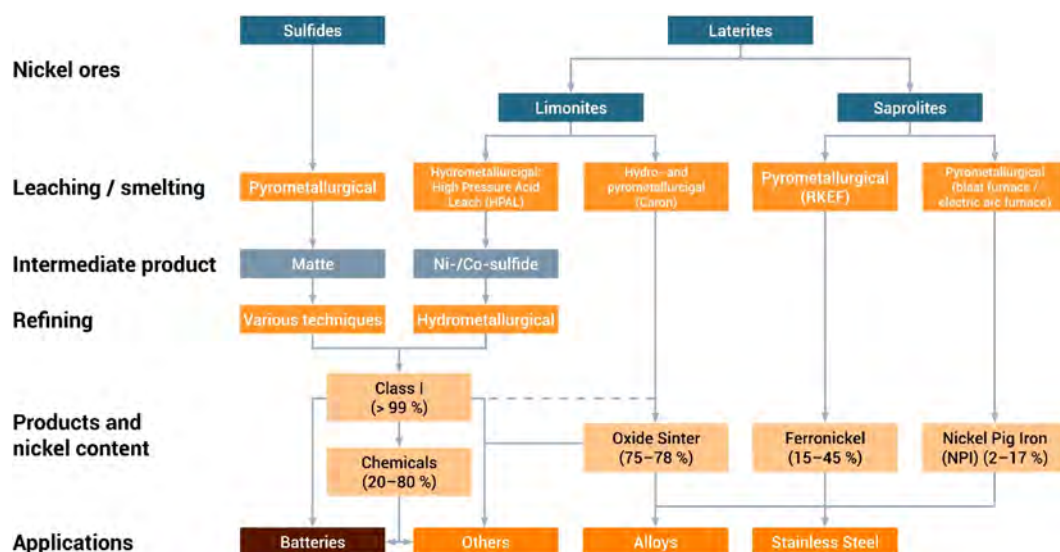 Sulfides
Laterites
Nickel ores
Limonites
Saprolites
Leaching / smelting
Pyrometallurgical
Hydrometallurcigal:
High Pressure Acid
Leach (HPAL)
Hydro– and
pyrometallurcigal
(Caron)
Pyrometallurgical
(RKEF)
Pyrometallurgical
(blast furnace /
electric arc furnace)
Intermediate product
Matte
Ni-/Co-sulfide
Refining
Various techniques
Hydrometallurgical
Products and
nickel content
Class I
(> 99 %)
Chemicals
(20–80 %)
Oxide Sinter
(75–78 %)
Ferronickel
(15–45 %)
Nickel Pig Iron
(NPI) (2–17 %)
Applications
Batteries
Others
Alloys
Stainless Steel